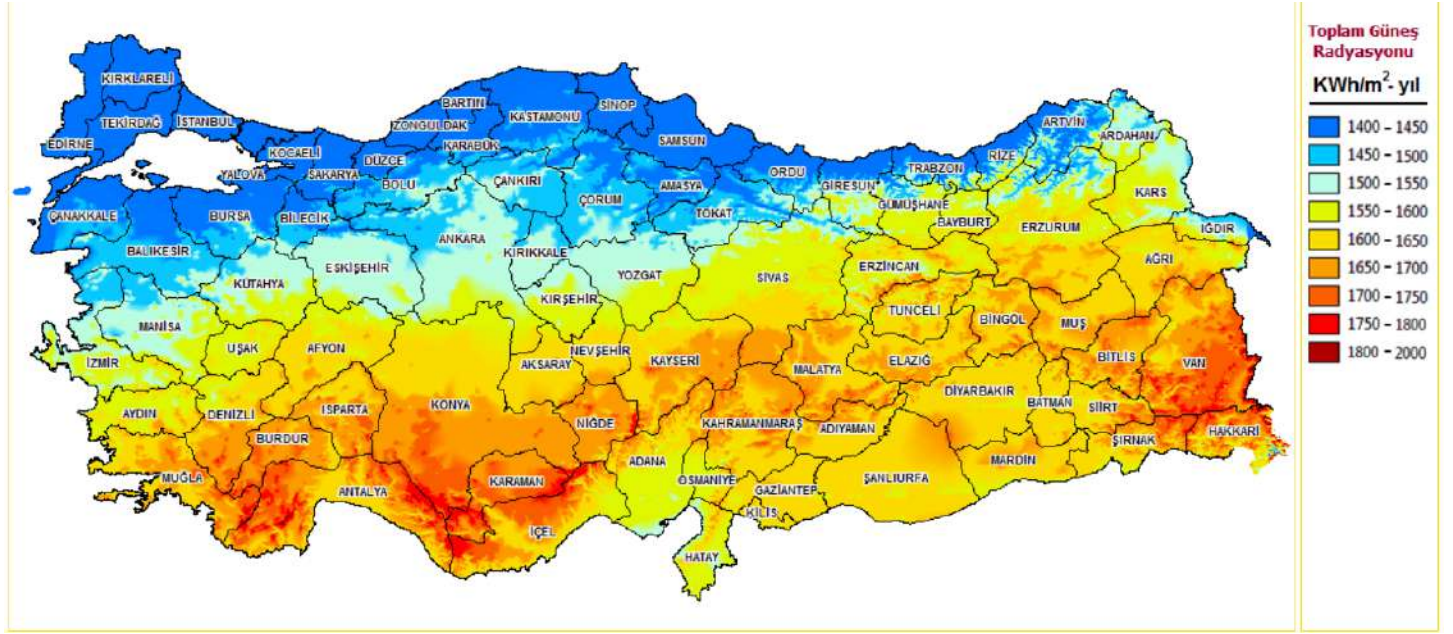 Toplam Güneş
Radyasyonu
KWh/m²- yıl
1400 – 1450
1450 – 1500
1500 – 1550
1550 – 1600
1600 – 1650
1650 – 1700
1700 – 1750
1750 – 1800
1800 – 2000
KIRKLARELİ
TEKİRDAĞ
İSTANBUL
EDİRNE
KOCAELİ
YALOVA
SAKARYA
DÜZCE
ZONGULDAK
BARTIN
KARABÜK
KASTAMONU
SİNOP
SAMSUN
ORDU
GİRESUN
TRABZON
RİZE
ARTVİN
ARDAHAN
ÇANAKKALE
BURSA
BİLECİK
BOLU
ÇANKIRI
ÇORUM
AMASYA
TOKAT
GÜMÜŞHANE
BAYBURT
ERZURUM
KARS
IĞDIR
BALIKESİR
KÜTAHYA
ESKİŞEHİR
ANKARA
KIRIKKALE
YOZGAT
SİVAS
ERZİNCAN
AĞRI
MANİSA
UŞAK
AFYON
KIRŞEHİR
TUNCELİ
BİNGÖL
MUŞ
İZMİR
AKSARAY
NEVŞEHİR
KAYSERİ
MALATYA
ELAZIĞ
BİTLİS
VAN
AYDIN
DENİZLİ
ISPARTA
KONYA
NİĞDE
KAHRAMANMARAŞ
ADIYAMAN
DİYARBAKIR
BATMAN
SİİRT
BURDUR
ŞIRNAK
HAKKARİ
MUĞLA
ANTALYA
KARAMAN
İÇEL
ADANA
OSMANİYE
GAZİANTEP
KİLİS
ŞANLIURFA
MARDİN
HATAY